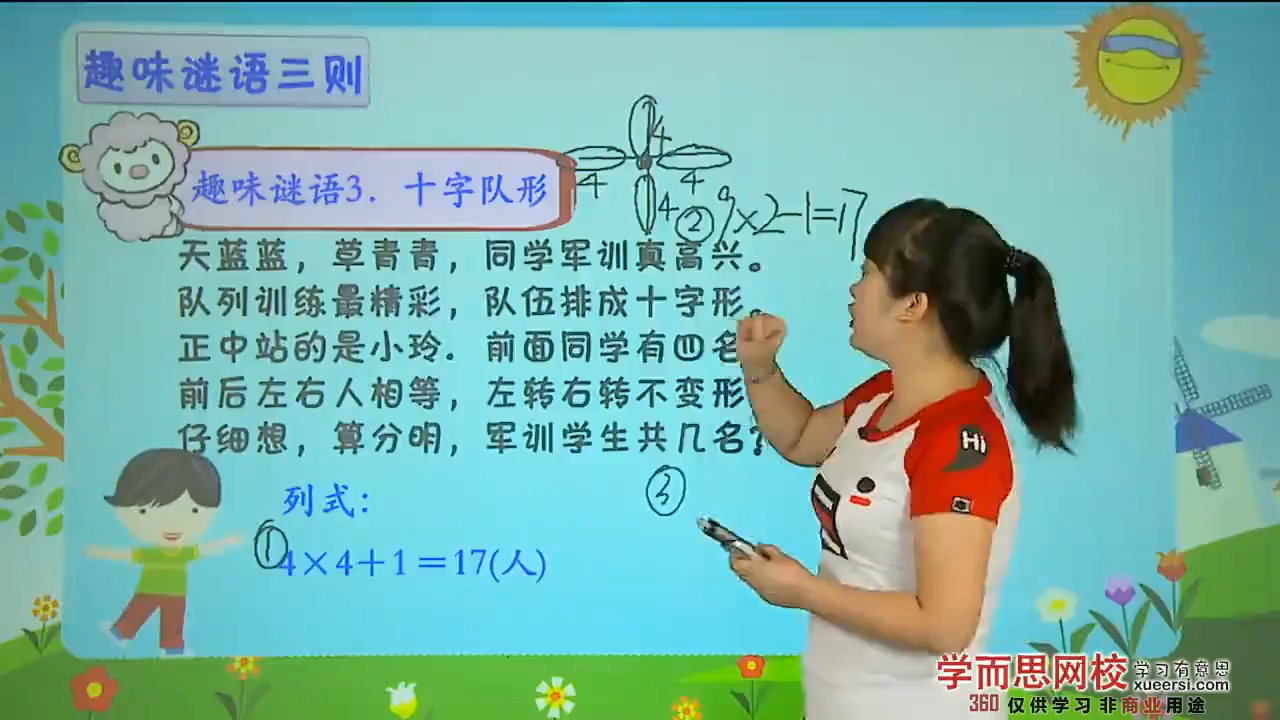 趣味谜语三则
趣味谜语3. 十字队形
4
4
4
4
②9×2-1=17
天蓝蓝，草青青，同学军训真高兴。
队列训练最精彩，队伍排成十字形。
正中站的是小玲. 前面同学有四名
前后左右人相等，左转右转不变形
仔细想，算分明，军训学生共几名?
列式：
③
①4×4＋1＝17(人)
Hi
学而思网校 学习有意思
xueersi.com
360 仅供学习 非商业用途